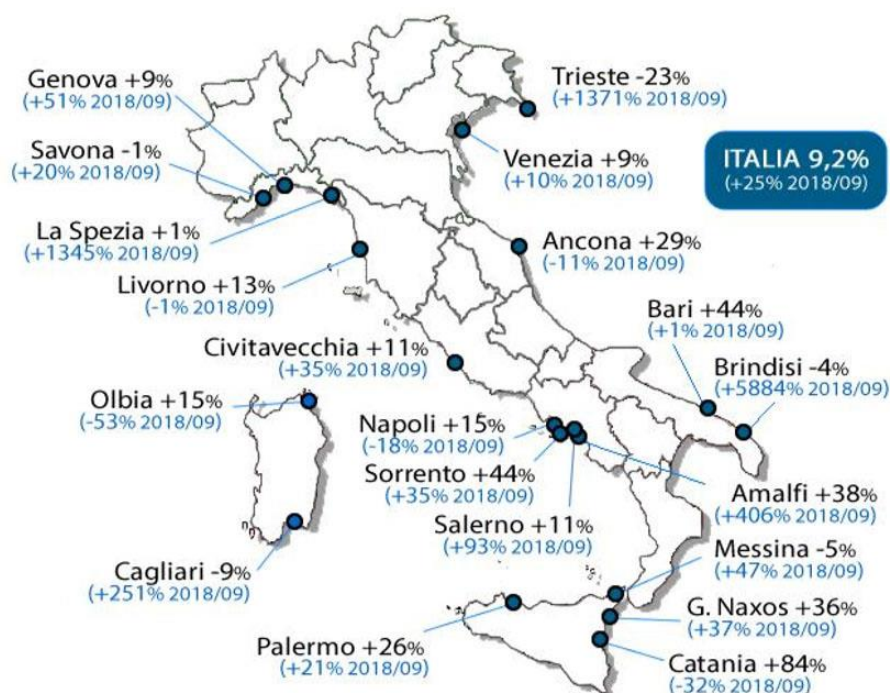 Genova +9%
(+51% 2018/09)
Trieste -23%
(+1371% 2018/09)
Savona -1%
(+20% 2018/09)
Venezia +9%
(+10% 2018/09)
ITALIA 9,2%
(+25% 2018/09)
La Spezia +1%
(+1345% 2018/09)
Ancona +29%
(-11% 2018/09)
Livorno +13%
(-1% 2018/09)
Bari +44%
(+1% 2018/09)
Civitavecchia +11%
(+35% 2018/09)
Brindisi -4%
(+5884% 2018/09)
Olbia +15%
(-53% 2018/09)
Napoli +15%
(-18% 2018/09)
Sorrento +44%
(+35% 2018/09)
Amalfi +38%
(+406% 2018/09)
Salerno +11%
(+93% 2018/09)
Messina -5%
(+47% 2018/09)
Cagliari -9%
(+251% 2018/09)
G. Naxos +36%
(+37% 2018/09)
Palermo +26%
(+21% 2018/09)
Catania +84%
(-32% 2018/09)